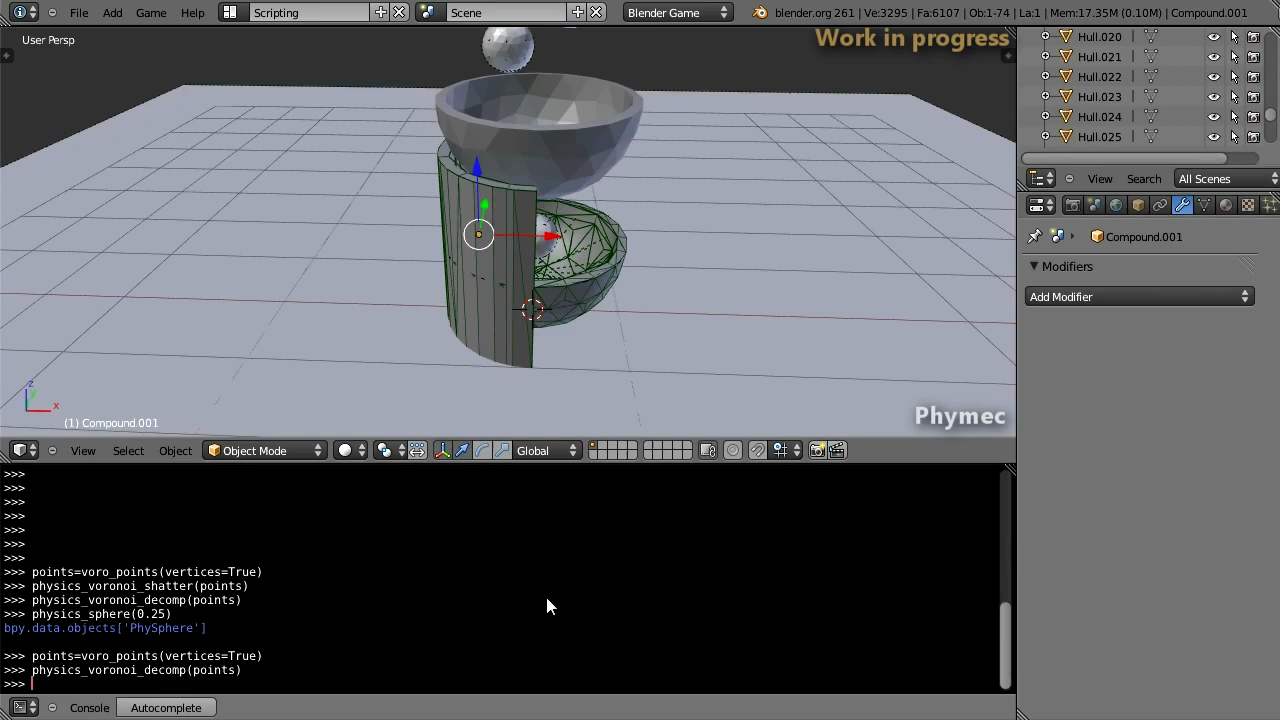 File Add Game Help Scripting Scene Blender Game blender.org 261 | Ve:3295 | Fa:6107 | Ob:1-74 | La:1 | Mem:17.35M (0.10M) | Compound.001
User Persp
Work in progress
Hull.020
Hull.021
Hull.022
Hull.023
Hull.024
Hull.025
View Search All Scenes
Compound.001
Modifiers
Add Modifier
z
y
x
(1) Compound.001
Phymec
View Select Object Object Mode Global
>>>
>>>
>>>
>>>
>>>
>>>
>>>
>>> points=voro_points(vertices=True)
>>> physics_voronoi_shatter(points)
>>> physics_voronoi_decomp(points)
>>> physics_sphere(0.25)
bpy.data.objects['PhySphere']
>>> points=voro_points(vertices=True)
>>> physics_voronoi_decomp(points)
>>>
Console Autocomplete